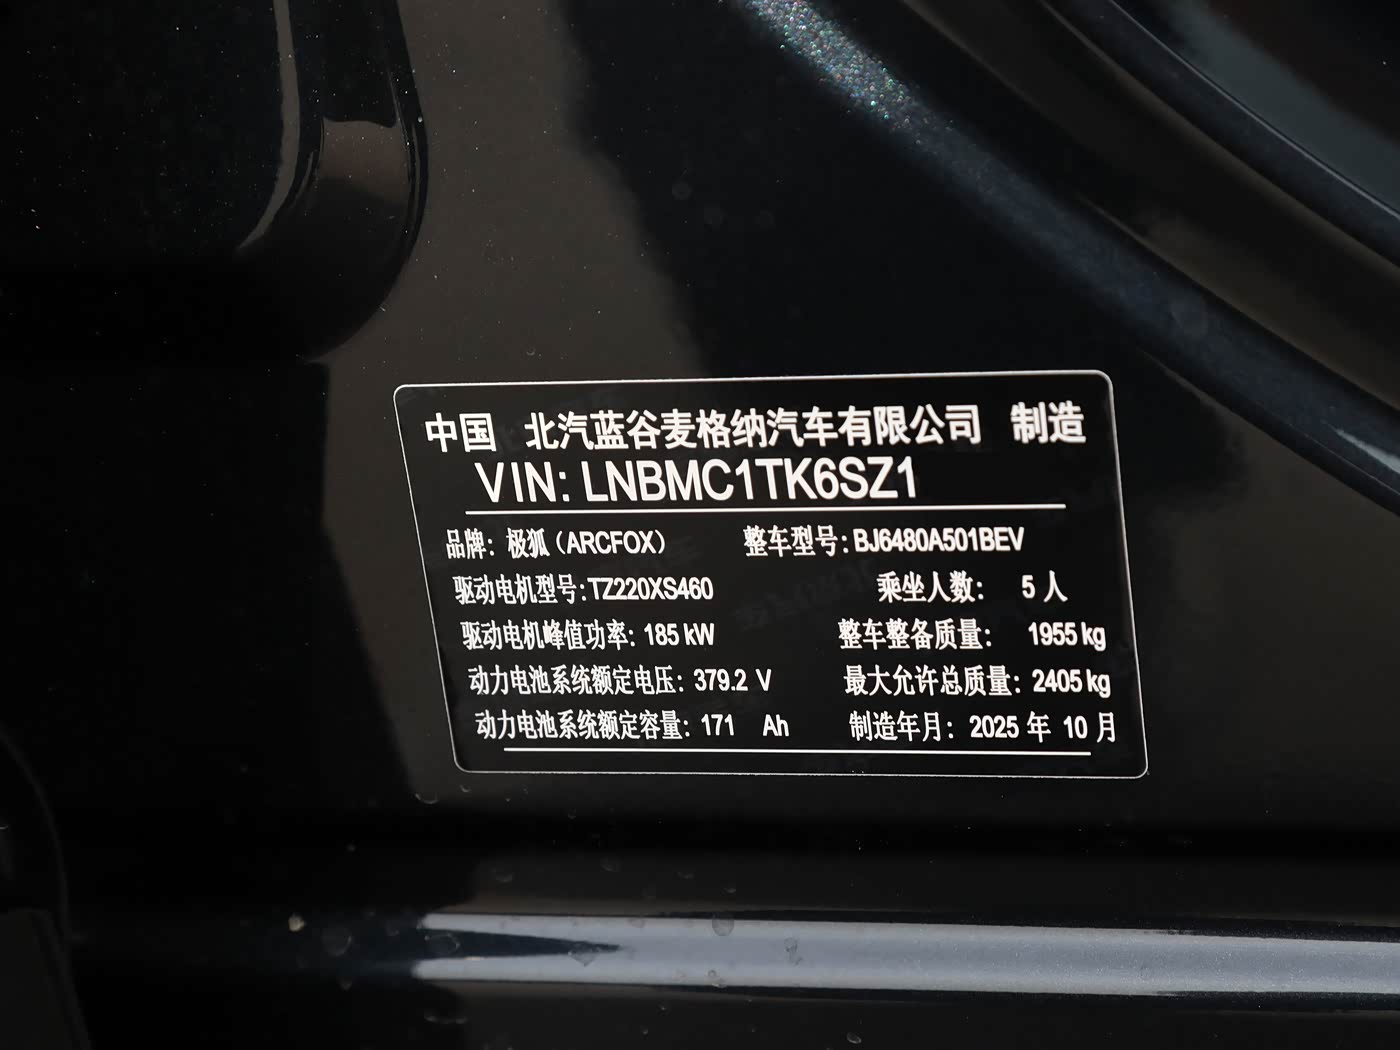 中国 北汽蓝谷麦格纳汽车有限公司 制造
VIN: LNBMC1TK6SZ1
品牌: 极狐（ARCFOX） 整车型号: BJ6480A501BEV
驱动电机型号: TZ220XS460 乘坐人数: 5 人
驱动电机峰值功率: 185 kW 整车整备质量: 1955 kg
动力电池系统额定电压: 379.2 V 最大允许总质量: 2405 kg
动力电池系统额定容量: 171 Ah 制造年月: 2025 年 10 月